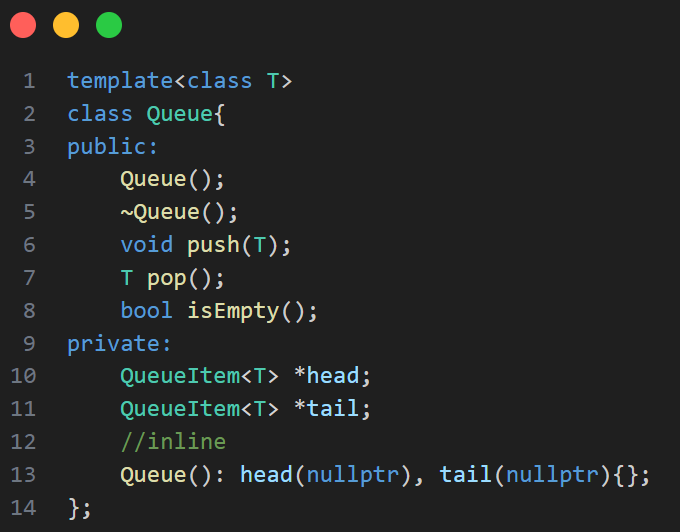 1 template<class T>
2 class Queue{
3 public:
4     Queue();
5     ~Queue();
6     void push(T);
7     T pop();
8     bool isEmpty();
9 private:
10     QueueItem<T> *head;
11     QueueItem<T> *tail;
12     //inline
13     Queue(): head(nullptr), tail(nullptr){};
14 };